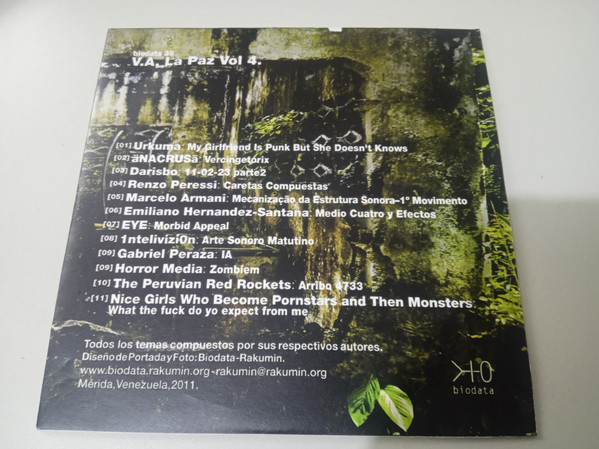 biodata 38
V.A. La Paz Vol 4.
[01] Urkuma: My Girlfriend Is Punk But She Doesn't Knows
[02] äNACRUSä: Vercingetorix
[03] Darisbo: 11-02-23 parte2
[04] Renzo Peressi: Caretas Compuestas
[05] Marcelo Armani: Mecanização da Estrutura Sonora–1º Movimento
[06] Emiliano Hernandez-Santana: Medio Cuatro y Efectos
[07] EYE: Morbid Appeal
[08] 1nteliviziOn: Arte Sonoro Matutino
[09] Gabriel Peraza: IA
[09] Horror Media: Zombiem
[10] The Peruvian Red Rockets: Arriba 4733
[11] Nice Girls Who Become Pornstars and Then Monsters:
What the fuck do yo expect from me
Todos los temas compuestos por sus respectivos autores.
Diseño de Portada y Foto: Biodata-Rakumin.
www.biodata.rakumin.org -rakumin@rakumin.org
Mérida, Venezuela, 2011.
biodata